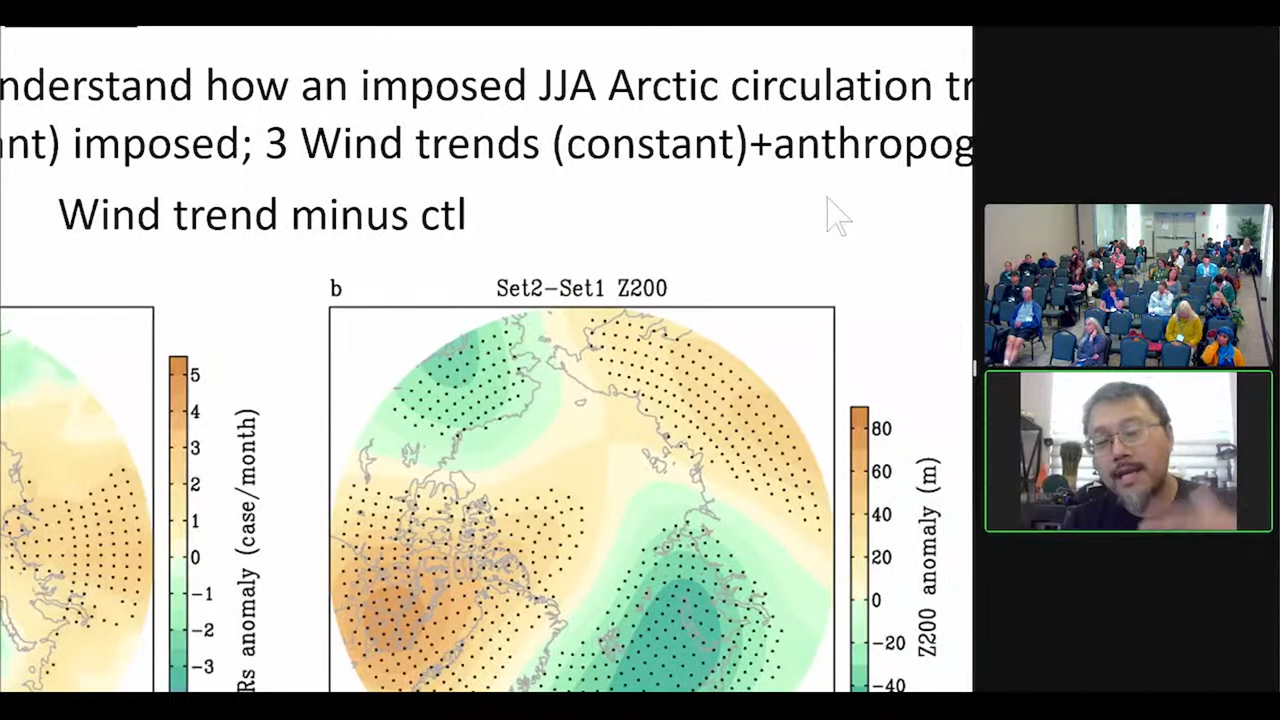 nderstand how an imposed JJA Arctic circulation tr
ant) imposed; 3 Wind trends (constant)+anthropog
Wind trend minus ctl
b
Set2-Set1 Z200
5
4
3
2
1
0
-1
-2
-3
Rs anomaly (case/month)
80
60
40
20
0
-20
-40
Z200 anomaly (m)